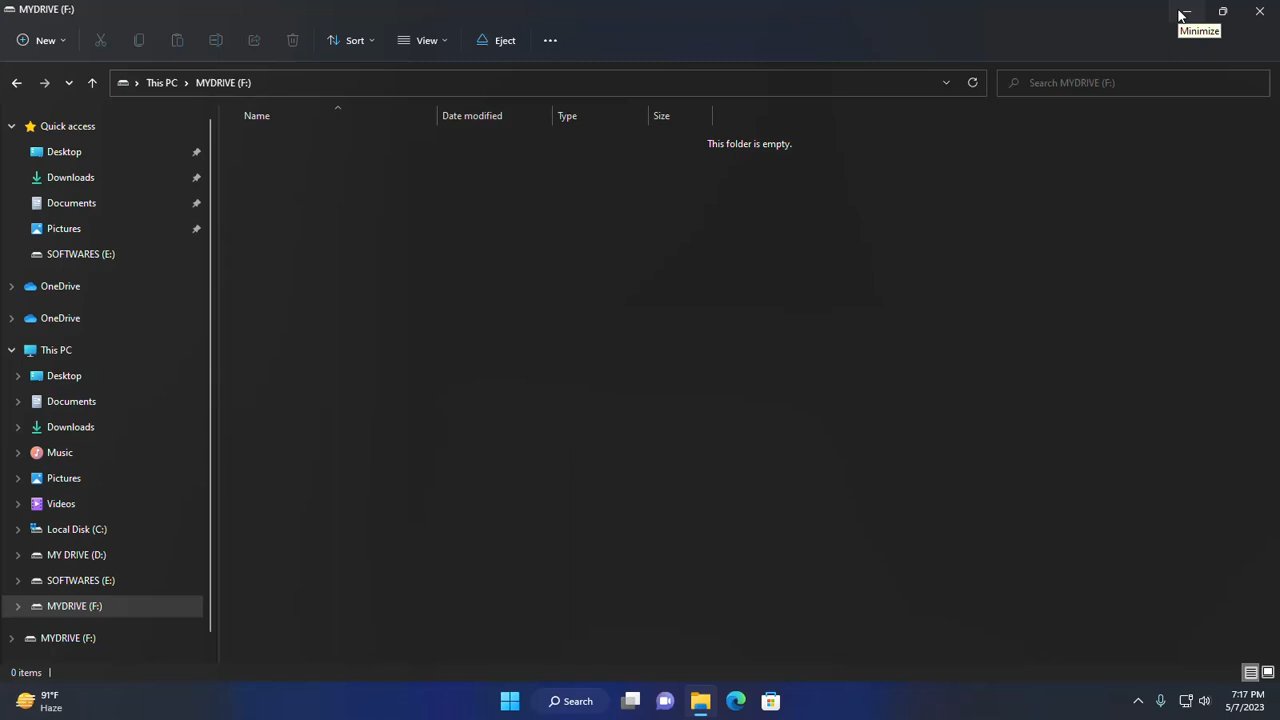 MYDRIVE (F:)
Minimize
New
Sort
View
Eject
This PC
MYDRIVE (F:)
Search MYDRIVE (F:)
Name
Date modified
Type
Size
This folder is empty.
Quick access
Desktop
Downloads
Documents
Pictures
SOFTWARES (E:)
OneDrive
OneDrive
This PC
Desktop
Documents
Downloads
Music
Pictures
Videos
Local Disk (C:)
MY DRIVE (D:)
SOFTWARES (E:)
MYDRIVE (F:)
MYDRIVE (F:)
0 items
91°F
Haze
Search
7:17 PM
5/7/2023